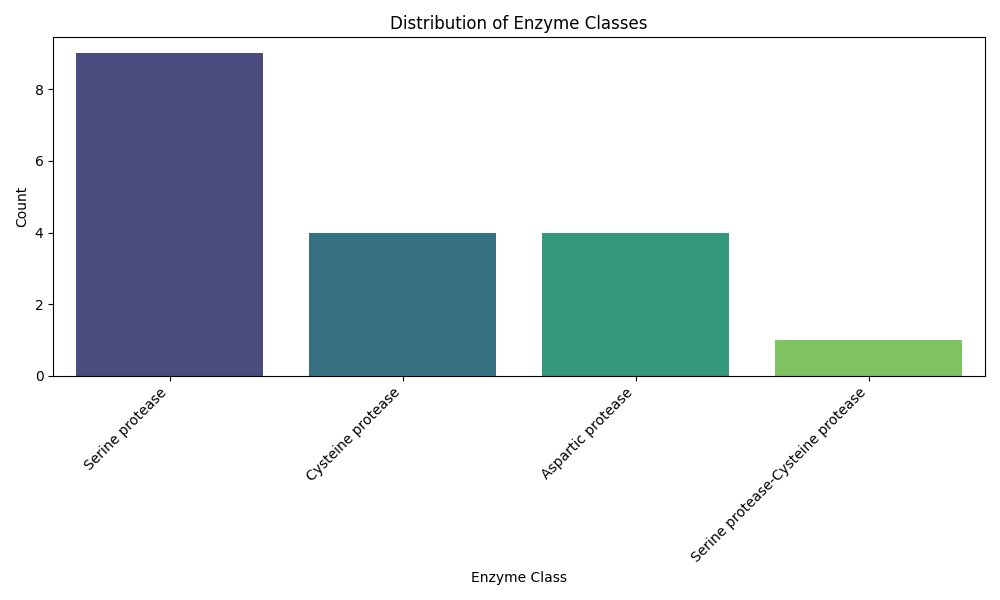 Distribution of Enzyme Classes
Count
8
6
4
2
0
Serine protease
Cysteine protease
Aspartic protease
Serine protease-Cysteine protease
Enzyme Class